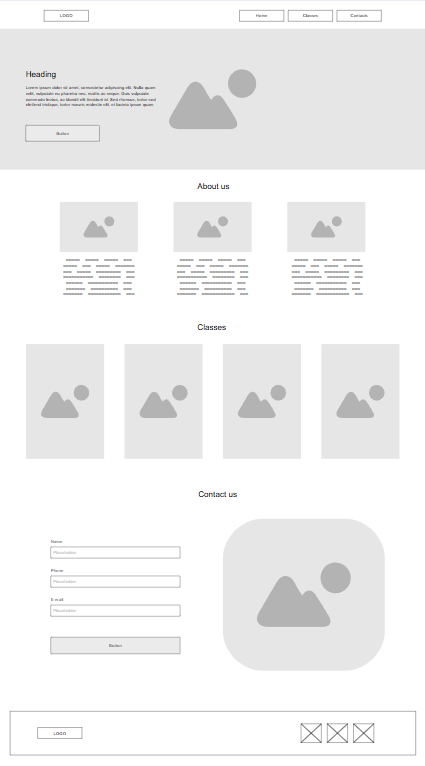 LOGO
Home
Classes
Contacts
Heading
Lorem ipsum dolor sit amet, consectetur adipiscing elit. Nulla quam
velit, vulputate eu pharetra nec, mattis ac neque. Duis vulputate
commodo lectus, ac blandit elit tincidunt id. Sed rhoncus, tortor sed
eleifend tristique, tortor mauris molestie elit, et lacinia ipsum quam
Button
About us
Classes
Contact us
Name
Placeholder
Phone
Placeholder
E-mail
Placeholder
Button
LOGO